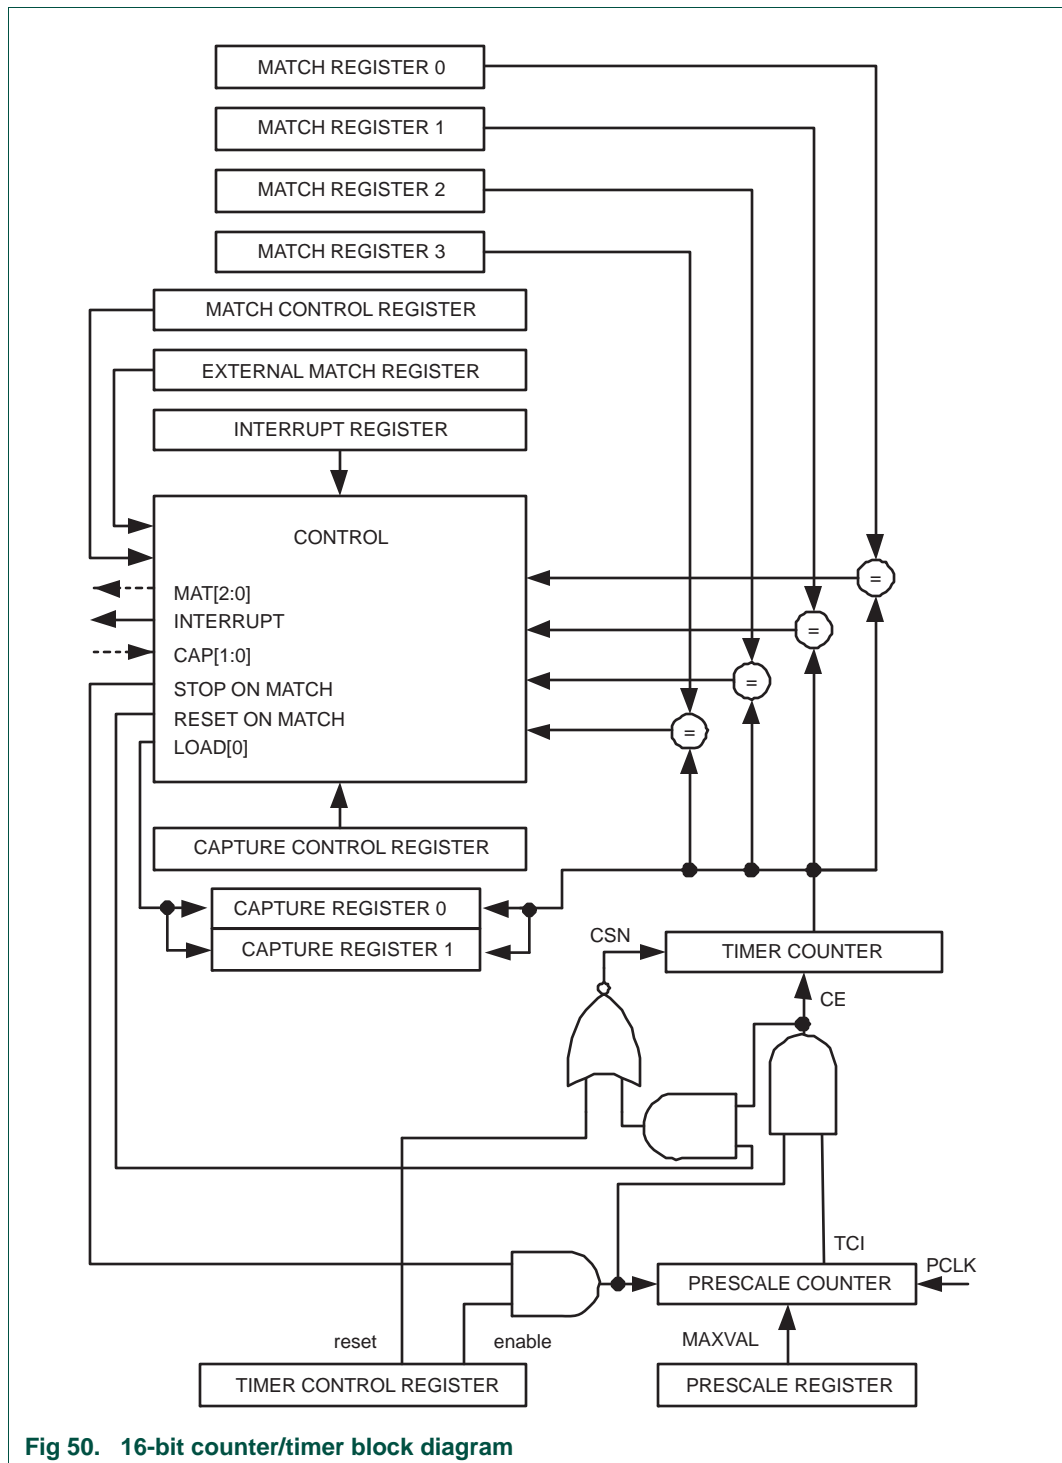 MATCH REGISTER 0
MATCH REGISTER 1
MATCH REGISTER 2
MATCH REGISTER 3
MATCH CONTROL REGISTER
EXTERNAL MATCH REGISTER
INTERRUPT REGISTER
CONTROL
MAT[2:0]
INTERRUPT
CAP[1:0]
STOP ON MATCH
RESET ON MATCH
LOAD[0]
=
=
=
=
CAPTURE CONTROL REGISTER
CAPTURE REGISTER 0
CAPTURE REGISTER 1
CSN
TIMER COUNTER
CE
TCI
PCLK
PRESCALE COUNTER
reset
enable
MAXVAL
TIMER CONTROL REGISTER
PRESCALE REGISTER
Fig 50. 16-bit counter/timer block diagram